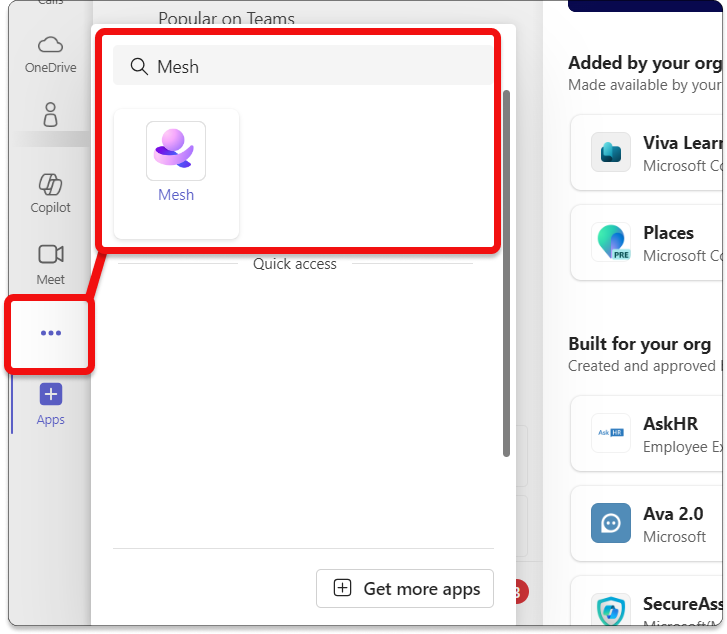 Calls
OneDrive
Copilot
Meet
Apps
Popular on Teams
Mesh
Mesh
Quick access
Get more apps
Added by your org
Made available by your
Viva Learn
Microsoft Co
Places
Microsoft Co
PRE
Built for your org
Created and approved
AskHR
Employee Ex
Ask HR
Ava 2.0
Microsoft
SecureAss